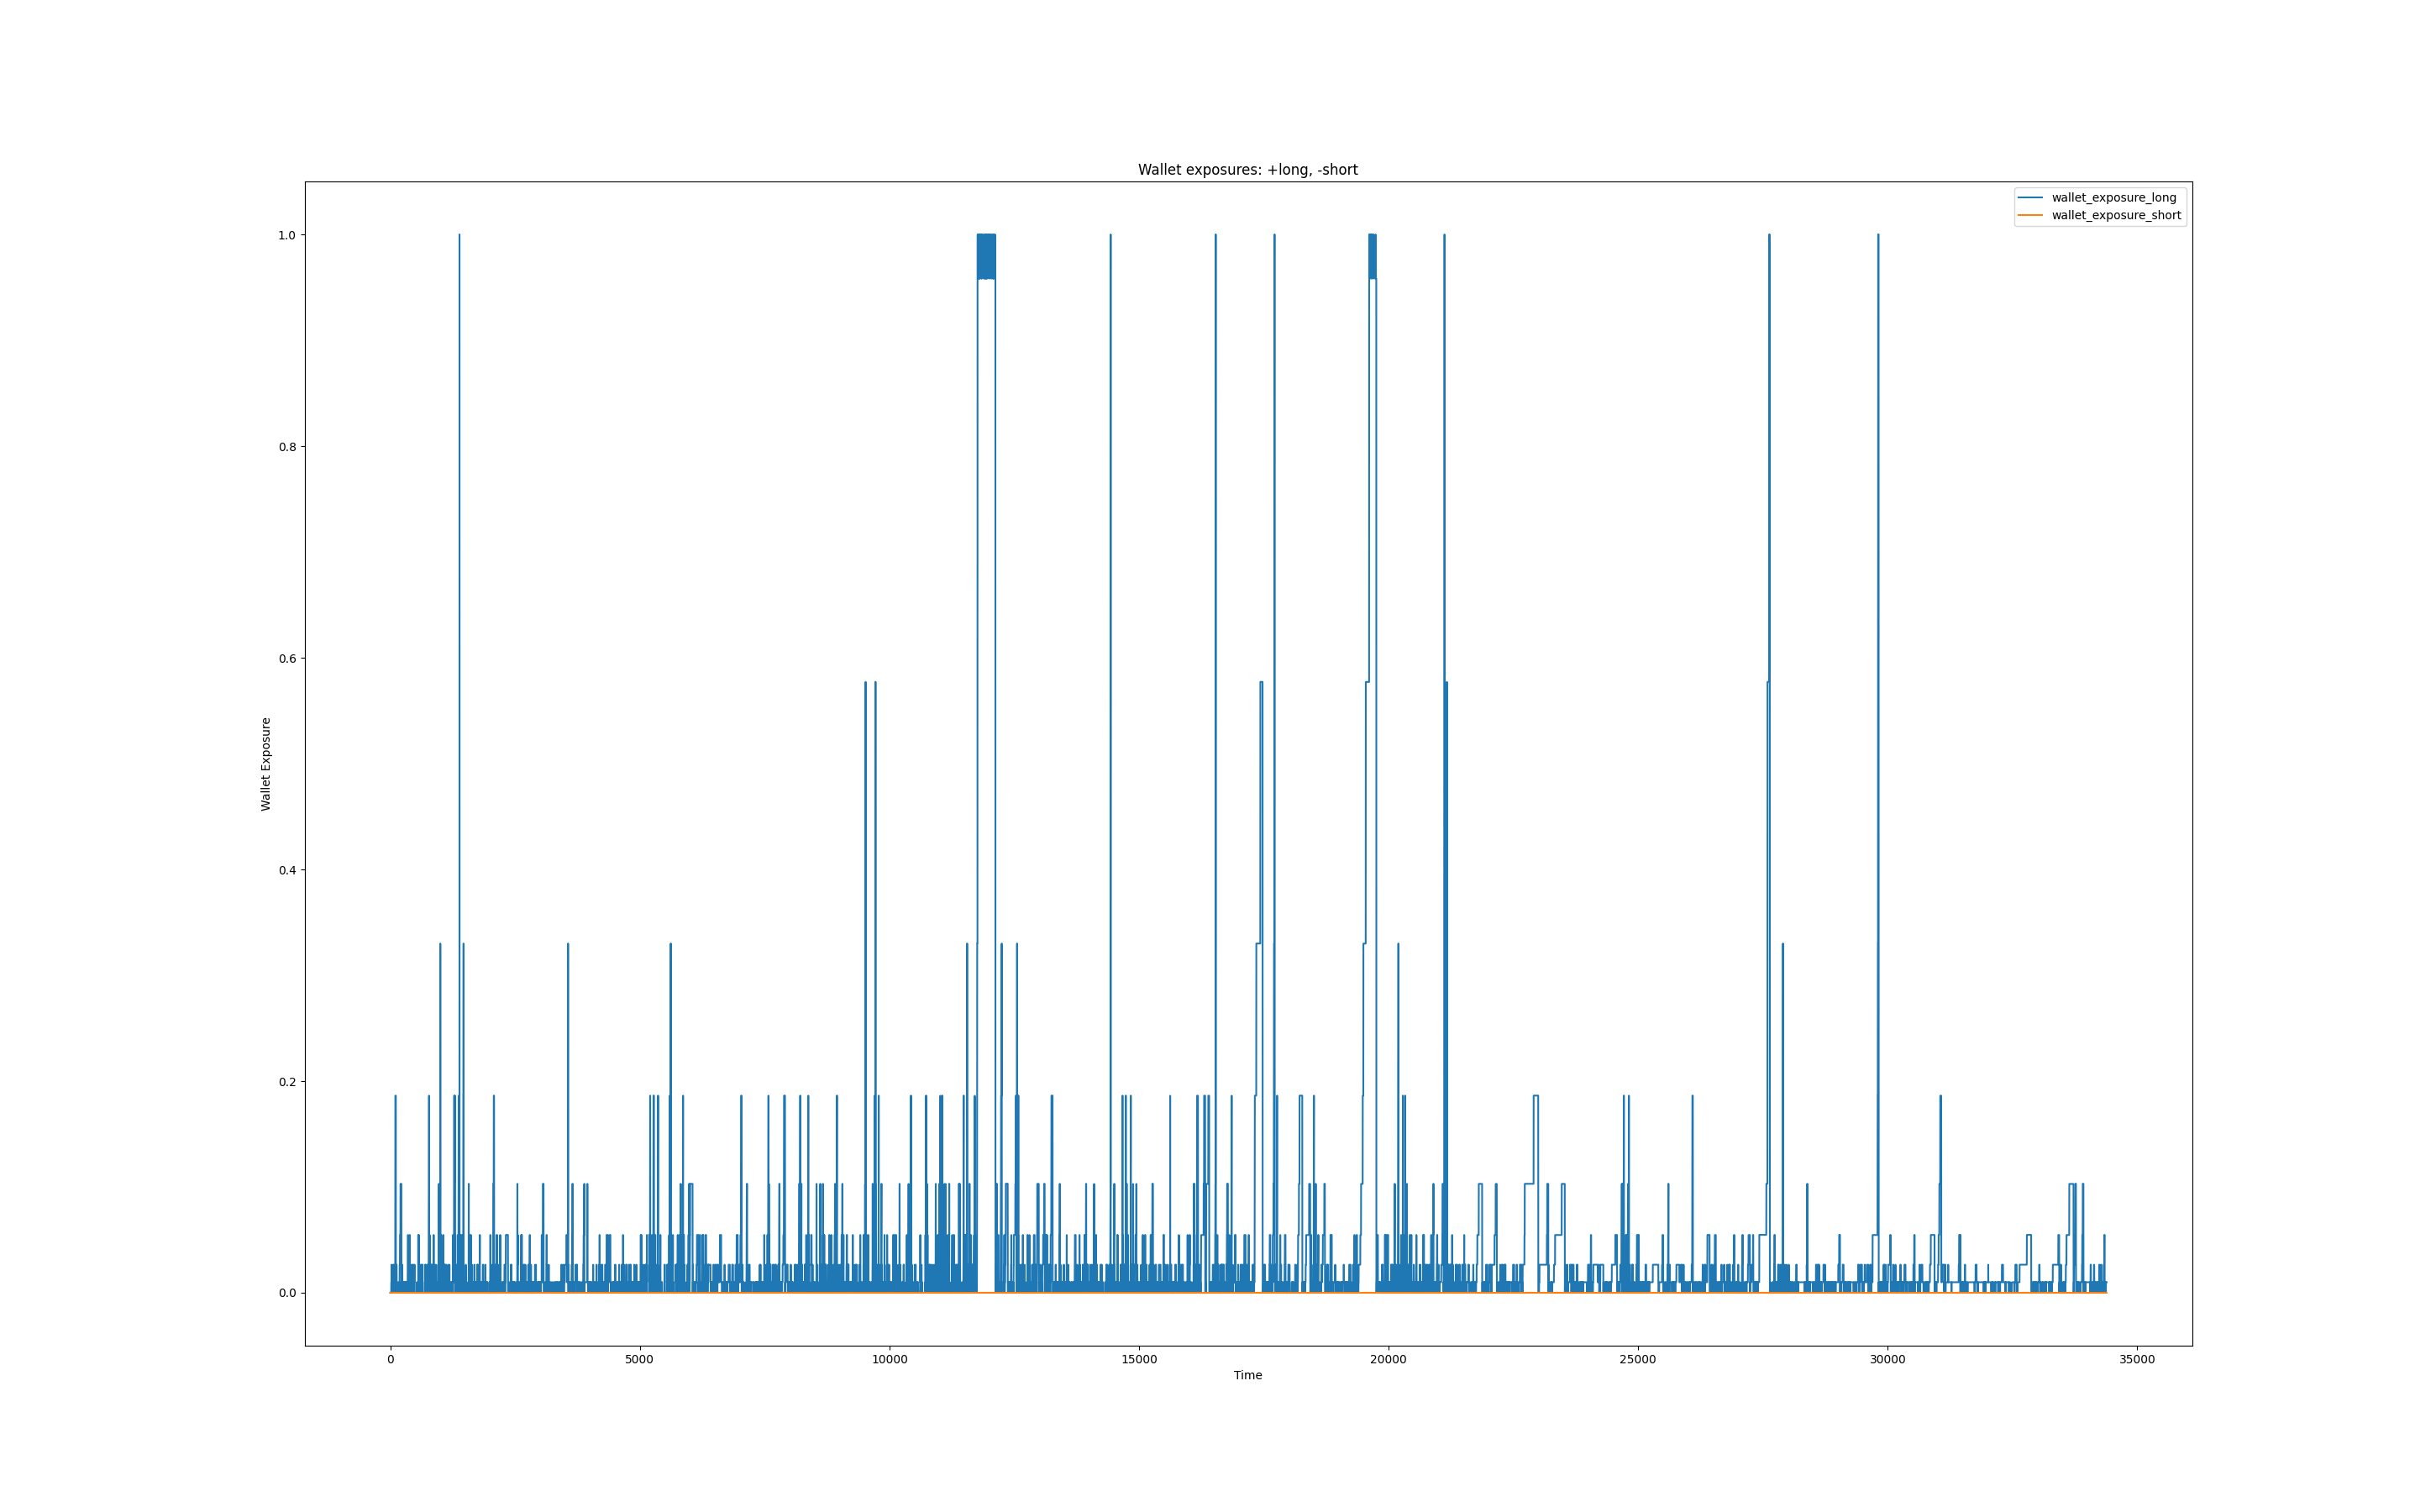 Wallet exposures: +long, -short
wallet_exposure_long
wallet_exposure_short
1.0
0.8
0.6
0.4
0.2
0.0
Wallet Exposure
0 5000 10000 15000 20000 25000 30000 35000
Time